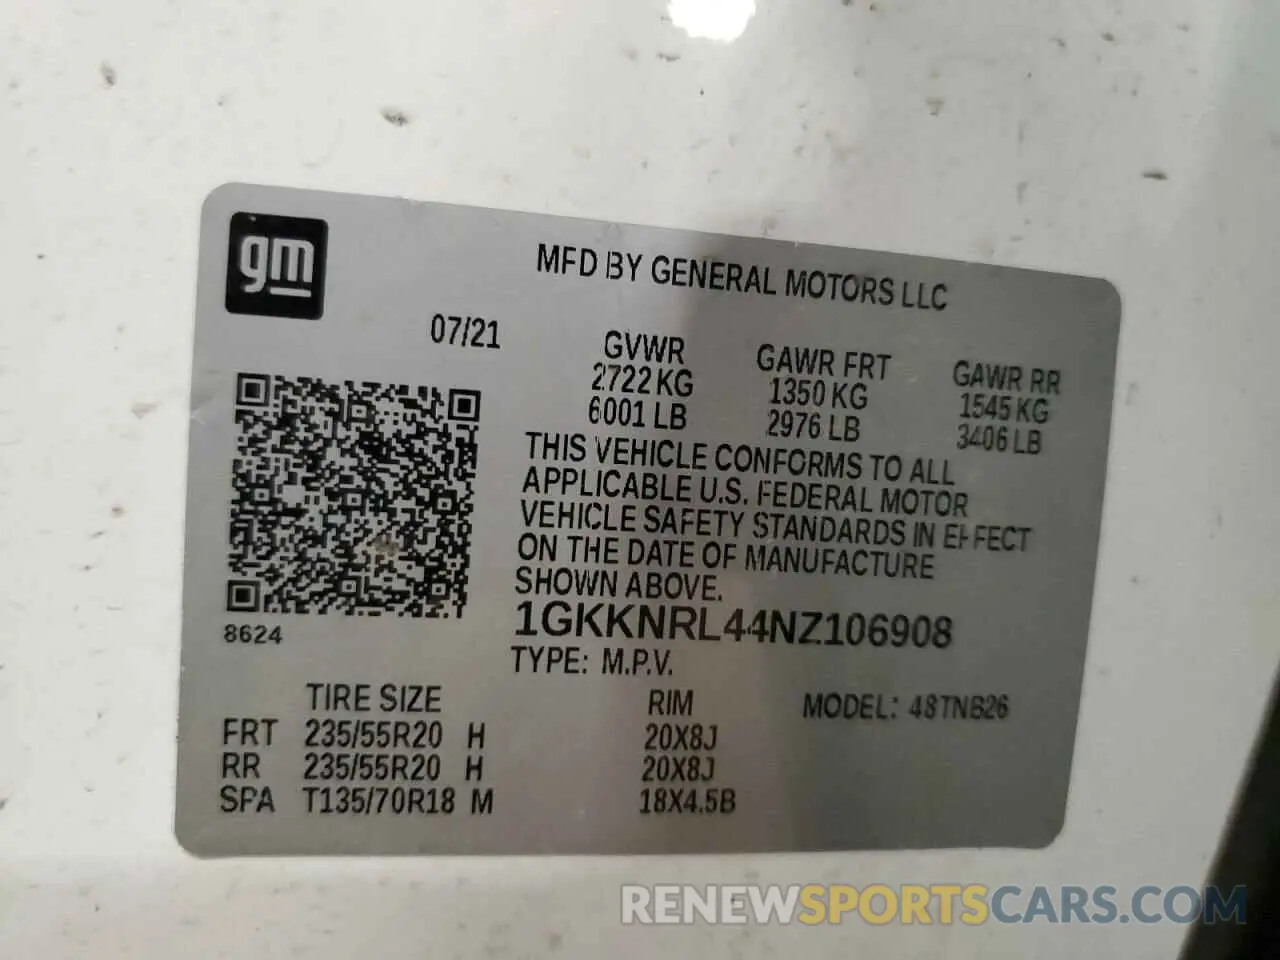 gm
MFD BY GENERAL MOTORS LLC
07/21
GVWR GAWR FRT GAWR RR
2722 KG 1350 KG 1545 KG
6001 LB 2976 LB 3406 LB
THIS VEHICLE CONFORMS TO ALL
APPLICABLE U.S. FEDERAL MOTOR
VEHICLE SAFETY STANDARDS IN EFFECT
ON THE DATE OF MANUFACTURE
SHOWN ABOVE.
1GKKNRL44NZ106908
8624
TYPE: M.P.V.
TIRE SIZE RIM MODEL: 48TNB26
FRT 235/55R20 H 20X8J
RR 235/55R20 H 20X8J
SPA T135/70R18 M 18X4.5B
RENEWSPORTSCARS.COM